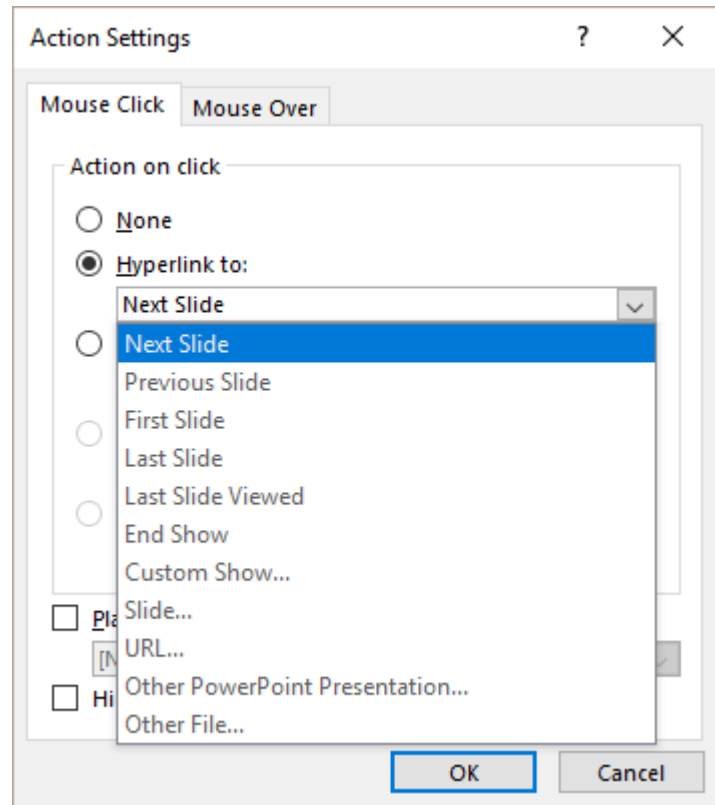 Action Settings ? X
Mouse Click Mouse Over
Action on click
None
Hyperlink to:
Next Slide
Next Slide
Previous Slide
First Slide
Last Slide
Last Slide Viewed
End Show
Custom Show...
Slide...
URL...
Other PowerPoint Presentation...
Other File...
OK Cancel